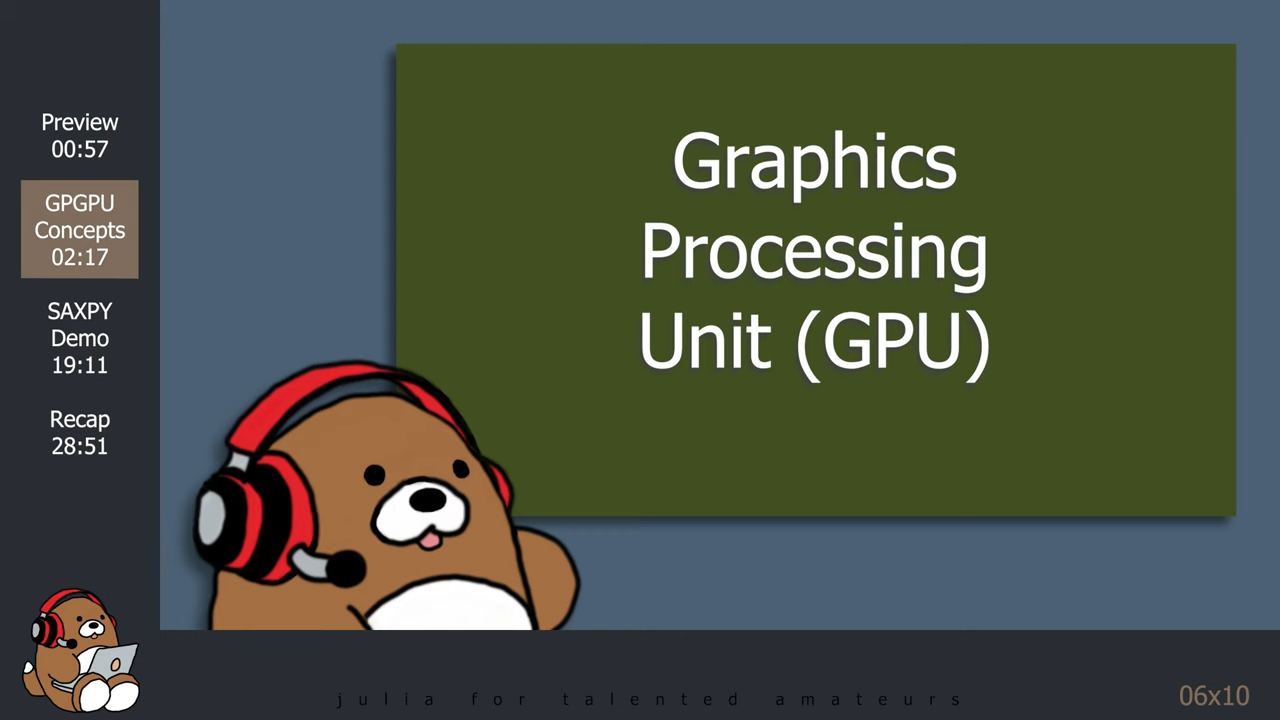 Preview
00:57
GPGPU
Concepts
02:17
SAXPY
Demo
19:11
Recap
28:51
Graphics
Processing
Unit (GPU)
julia for talented amateurs
06x10